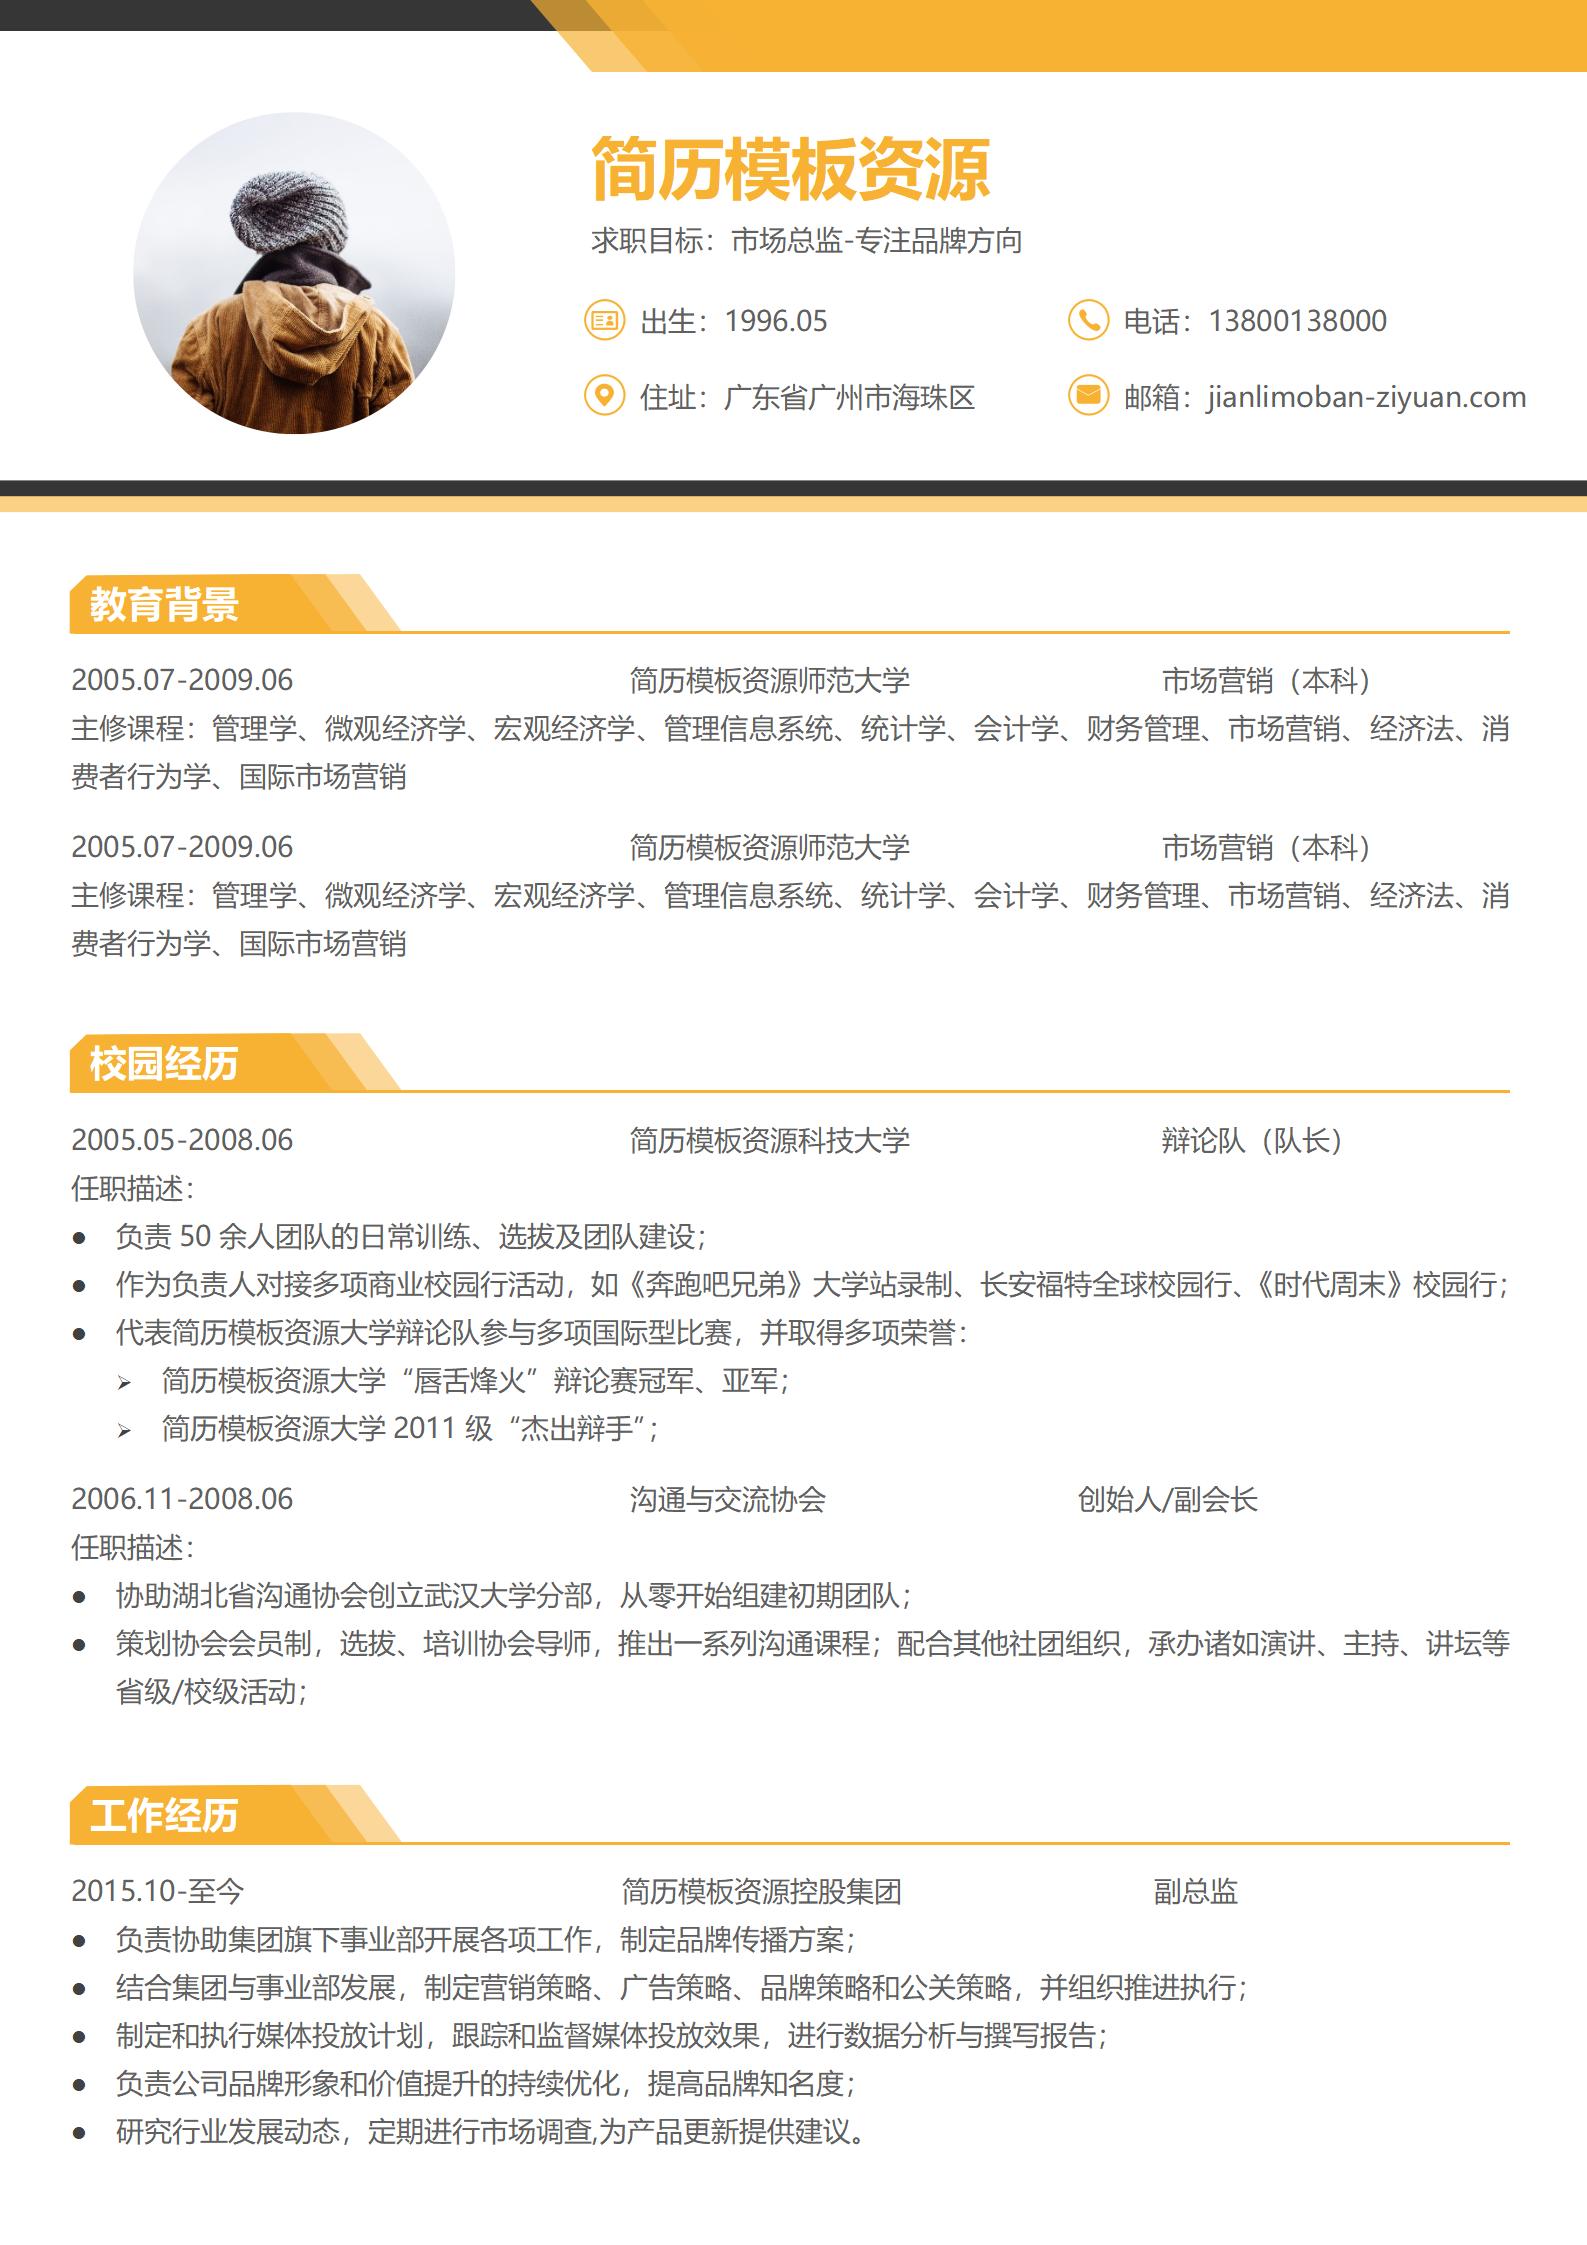 简历模板资源
求职目标：市场总监-专注品牌方向
出生：1996.05 电话：13800138000
住址：广东省广州市海珠区 邮箱：jianlimoban-ziyuan.com
教育背景
2005.07-2009.06 简历模板资源师范大学 市场营销（本科）
主修课程：管理学、微观经济学、宏观经济学、管理信息系统、统计学、会计学、财务管理、市场营销、经济法、消
费者行为学、国际市场营销
2005.07-2009.06 简历模板资源师范大学 市场营销（本科）
主修课程：管理学、微观经济学、宏观经济学、管理信息系统、统计学、会计学、财务管理、市场营销、经济法、消
费者行为学、国际市场营销
校园经历
2005.05-2008.06 简历模板资源科技大学 辩论队（队长）
任职描述：
● 负责 50 余人团队的日常训练、选拔及团队建设；
● 作为负责人对接多项商业校园行活动，如《奔跑吧兄弟》大学站录制、长安福特全球校园行、《时代周末》校园行；
● 代表简历模板资源大学辩论队参与多项国际型比赛，并取得多项荣誉：
➢ 简历模板资源大学“唇舌烽火”辩论赛冠军、亚军；
➢ 简历模板资源大学 2011 级“杰出辩手”；
2006.11-2008.06 沟通与交流协会 创始人/副会长
任职描述：
● 协助湖北省沟通协会创立武汉大学分部，从零开始组建初期团队；
● 策划协会会员制，选拔、培训协会导师，推出一系列沟通课程；配合其他社团组织，承办诸如演讲、主持、讲坛等
省级/校级活动；
工作经历
2015.10-至今 简历模板资源控股集团 副总监
● 负责协助集团旗下事业部开展各项工作，制定品牌传播方案；
● 结合集团与事业部发展，制定营销策略、广告策略、品牌策略和公关策略，并组织推进执行；
● 制定和执行媒体投放计划，跟踪和监督媒体投放效果，进行数据分析与撰写报告；
● 负责公司品牌形象和价值提升的持续优化，提高品牌知名度；
● 研究行业发展动态，定期进行市场调查,为产品更新提供建议。